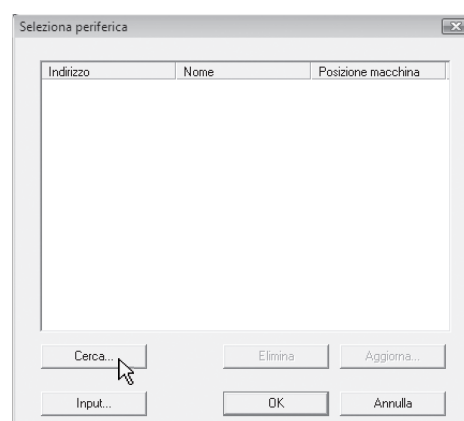 Seleziona periferica
Indirizzo Nome Posizione macchina
Cerca... Elimina Aggiorna...
Input... OK Annulla